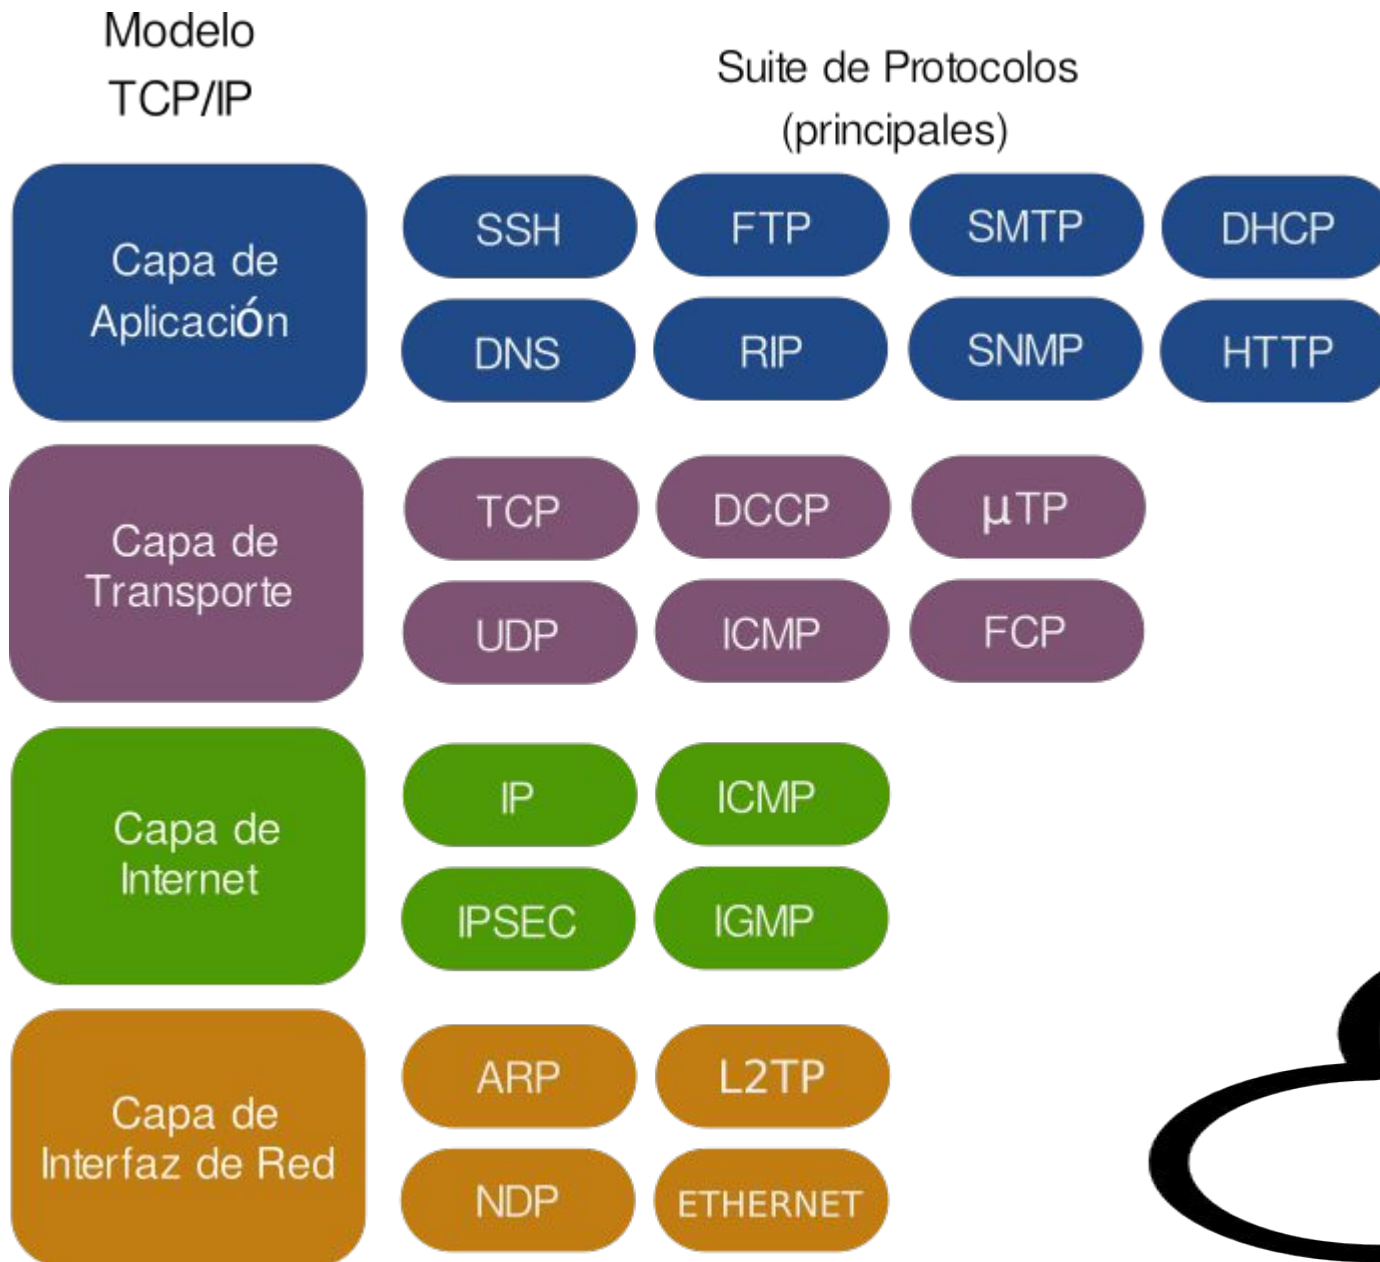 Modelo
TCP/IP
Suite de Protocolos
(principales)
Capa de
Aplicación
SSH
FTP
SMTP
DHCP
DNS
RIP
SNMP
HTTP
Capa de
Transporte
TCP
DCCP
µTP
UDP
ICMP
FCP
Capa de
Internet
IP
ICMP
IPSEC
IGMP
Capa de
Interfaz de Red
ARP
L2TP
NDP
ETHERNET